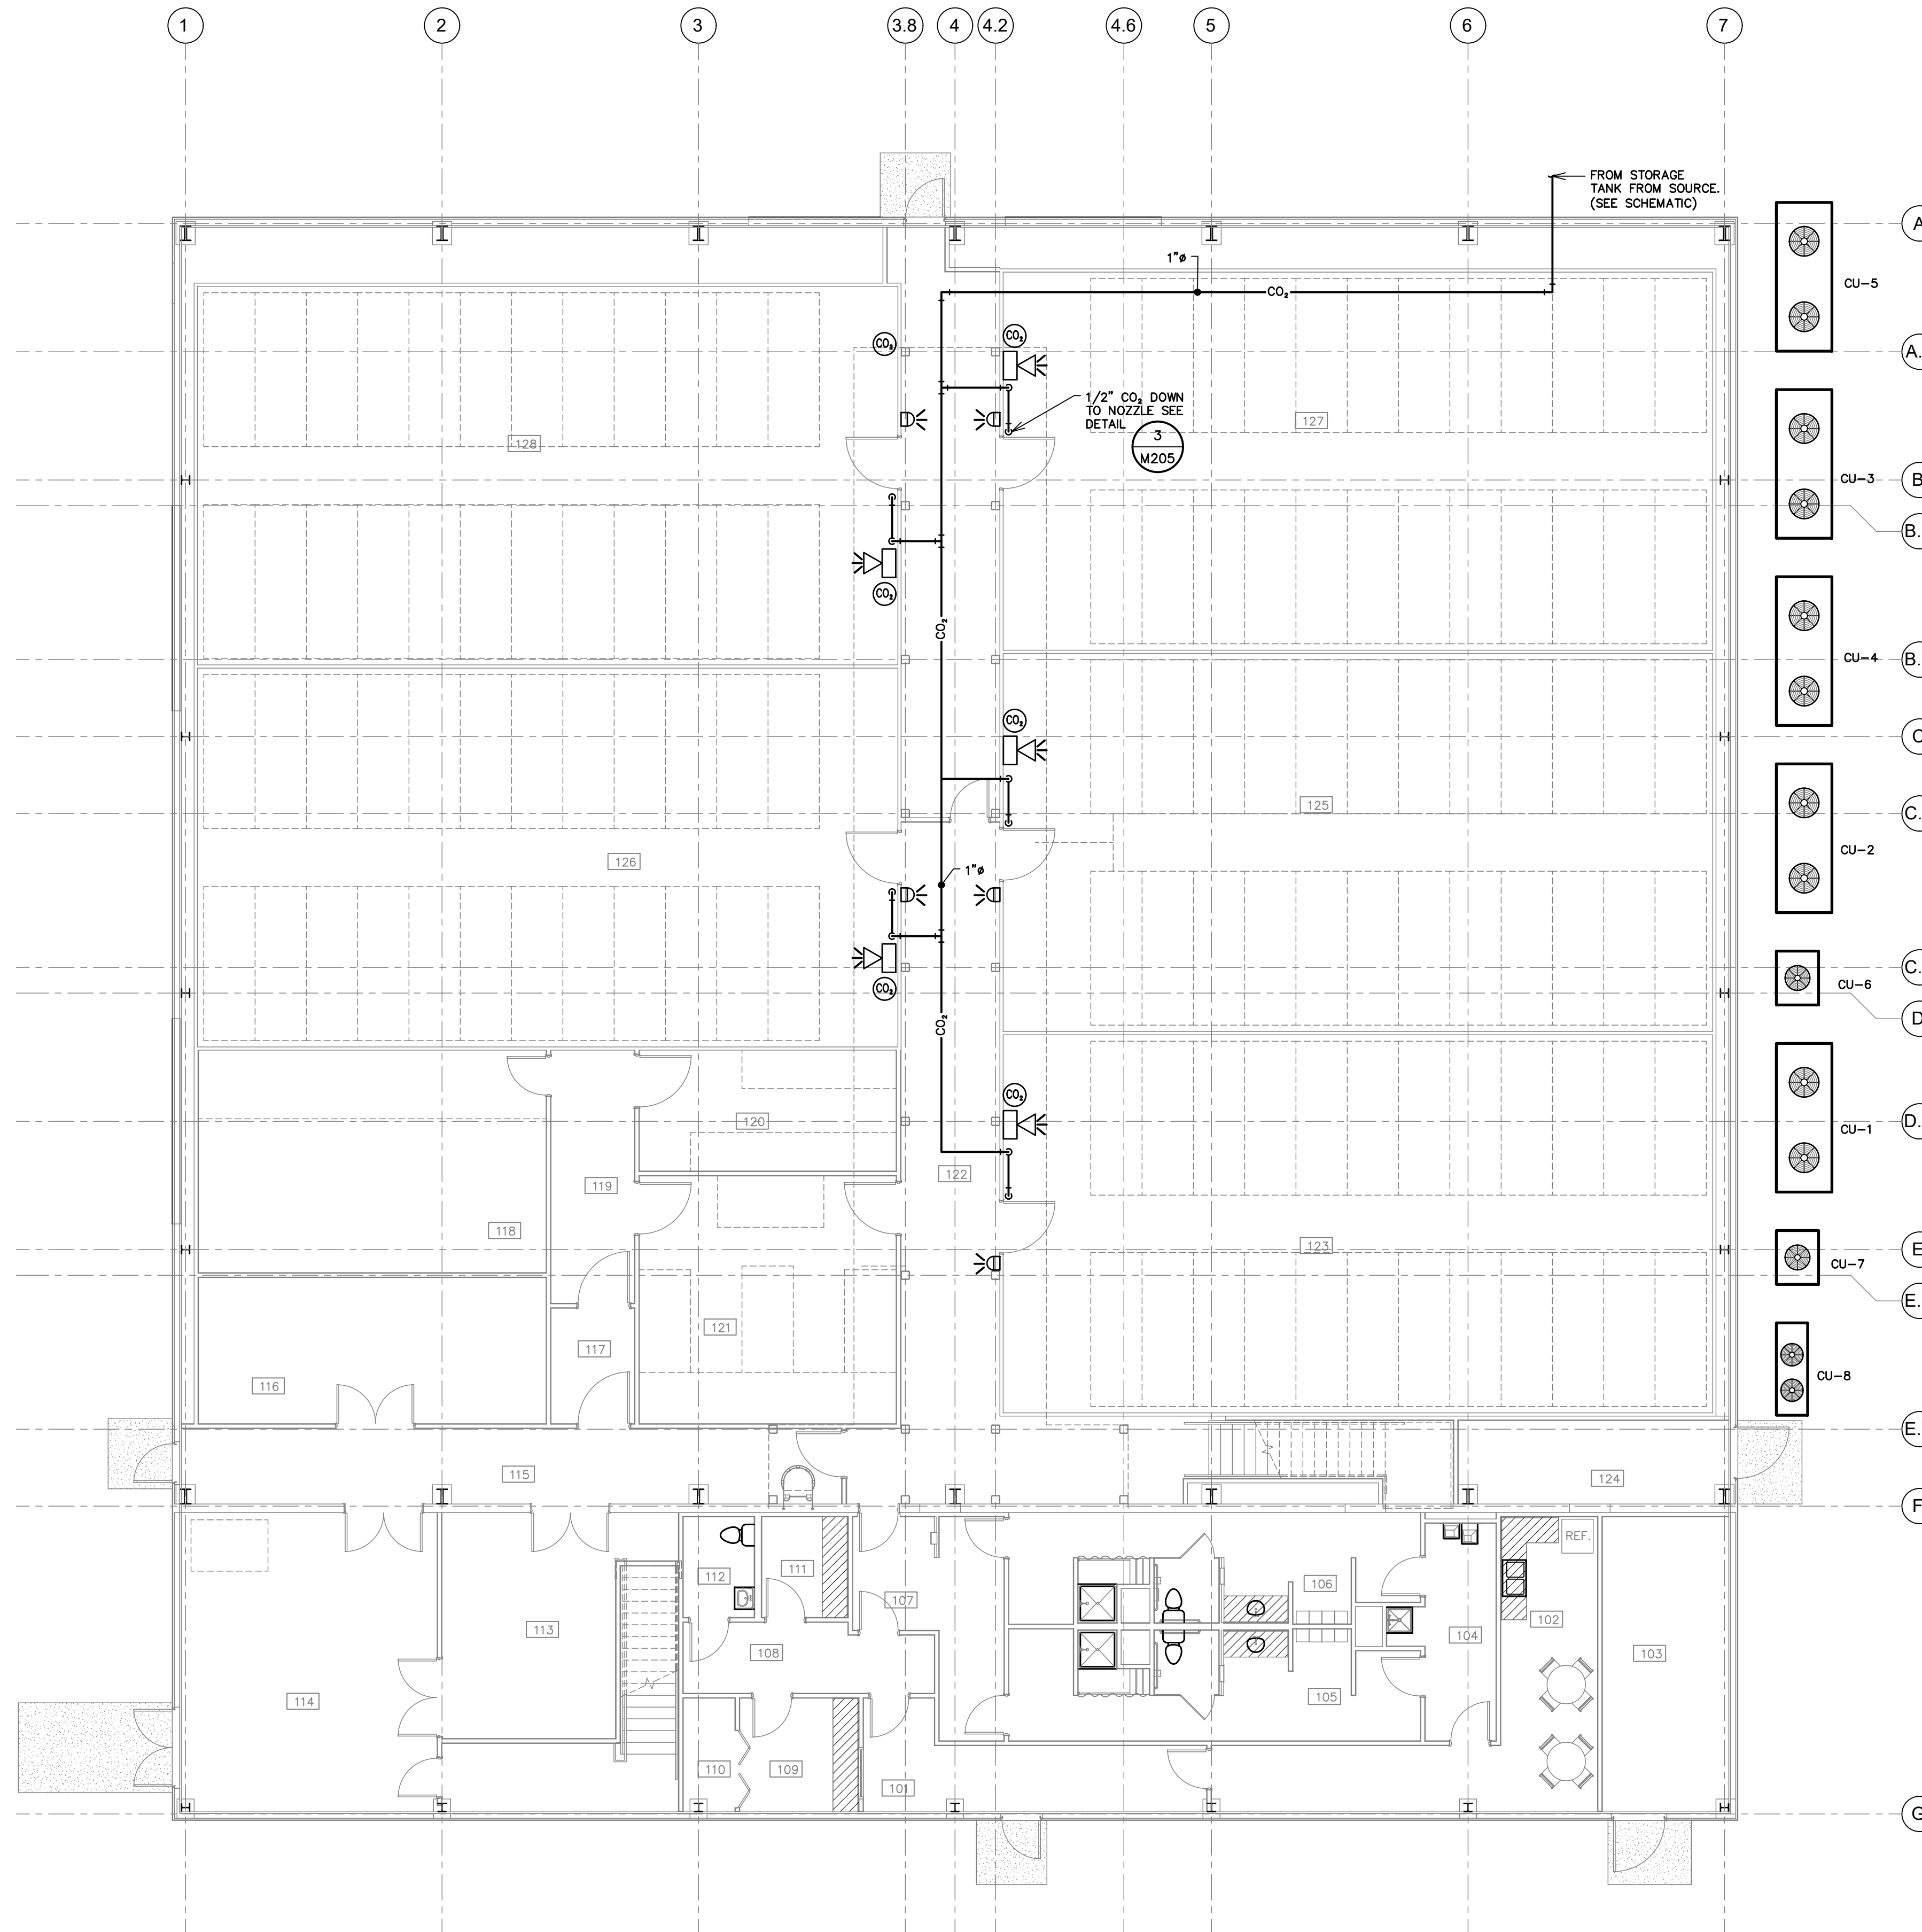 1 2 3 3.8 4 4.2 4.6 5 6 7
FROM STORAGE
TANK FROM SOURCE.
(SEE SCHEMATIC)
A
1"ø
CO₂
CU-5
CO₂
CO₂
A.
1/2" CO₂ DOWN
TO NOZZLE SEE
DETAIL
3
M205
127
128
CU-3
B
B.
CO₂
CO₂
CU-4
B.
CO₂
C
125
C.
CU-2
126
1"ø
C.
CO₂
CU-6
CO₂
D
CO₂
120
D.
CU-1
122
119
118
123
E
CU-7
E.
121
117
116
CU-8
E.
115
124
F
REF.
112
111
106
107
102
113
104
108
103
114
105
110
109
101
G